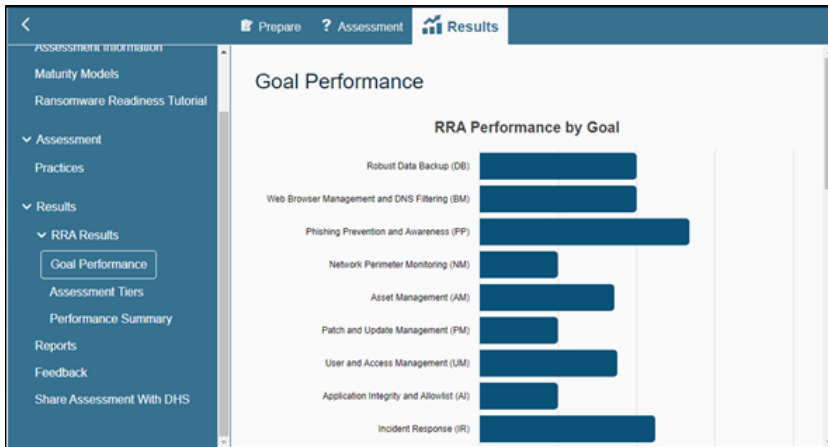 Prepare
? Assessment
Results
Assessment Information
Maturity Models
Ransomware Readiness Tutorial
Assessment
Practices
Results
RRA Results
Goal Performance
Assessment Tiers
Performance Summary
Reports
Feedback
Share Assessment With DHS
Goal Performance
RRA Performance by Goal
Robust Data Backup (DB)
Web Browser Management and DNS Filtering (BM)
Phishing Prevention and Awareness (PP)
Network Perimeter Monitoring (NM)
Asset Management (AM)
Patch and Update Management (PM)
User and Access Management (UM)
Application Integrity and Allowlist (AI)
Incident Response (IR)